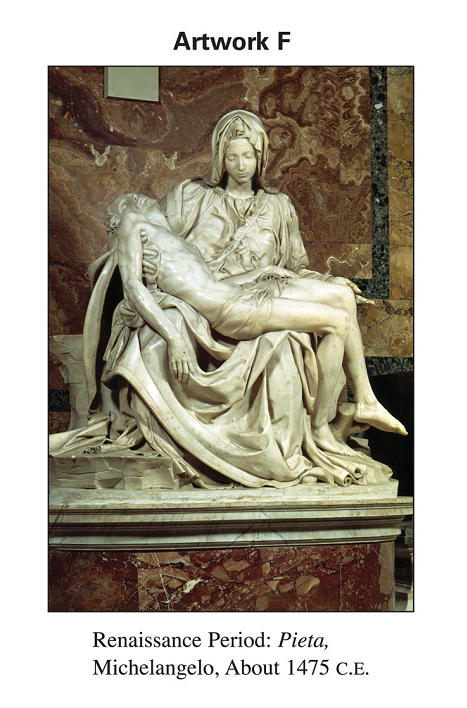 Artwork F
Renaissance Period: Pieta,
Michelangelo, About 1475 C.E.